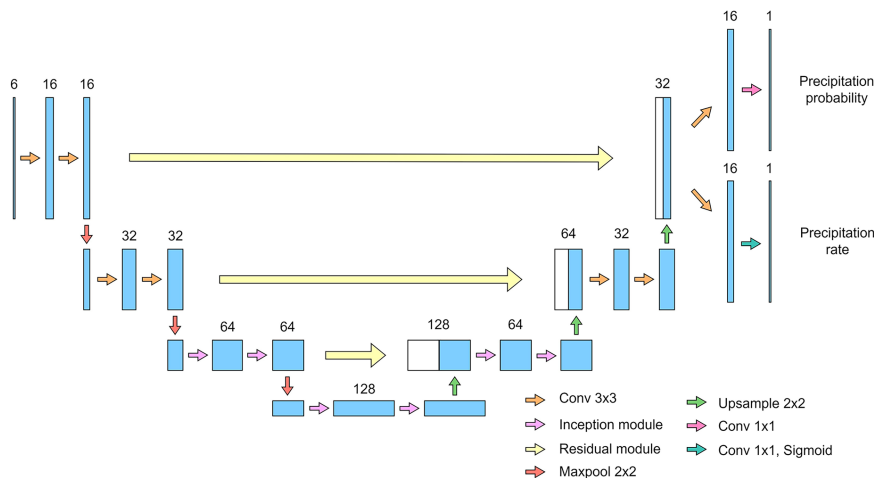 16 1
Precipitation
probability
6 16 16
32
16 1
Precipitation
rate
32 32
64 32
64 64
128 64
128
Conv 3x3
Inception module
Residual module
Maxpool 2x2
Upsample 2x2
Conv 1x1
Conv 1x1, Sigmoid